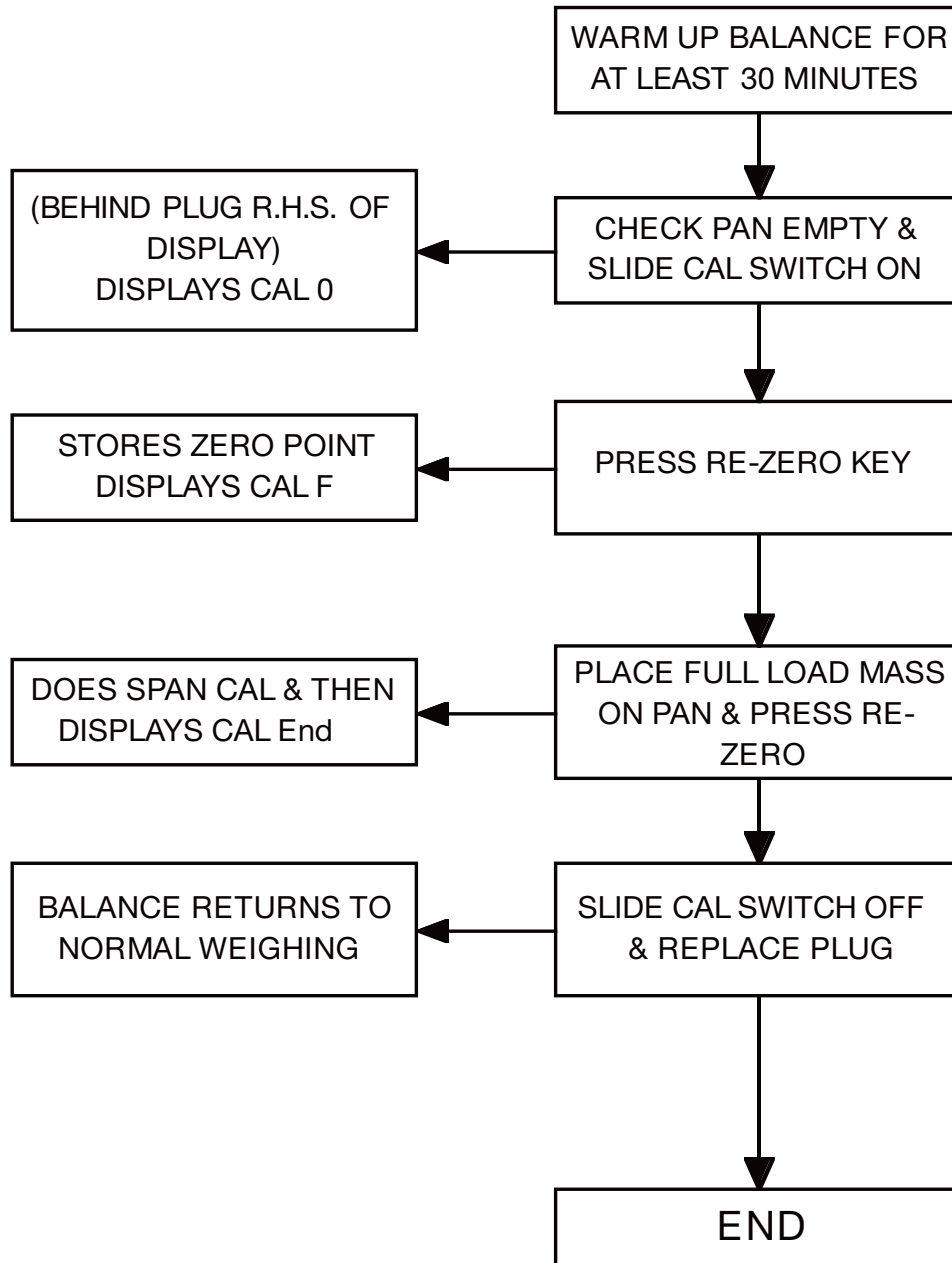 WARM UP BALANCE FOR
AT LEAST 30 MINUTES
(BEHIND PLUG R.H.S. OF
DISPLAY)
DISPLAYS CAL 0
CHECK PAN EMPTY &
SLIDE CAL SWITCH ON
STORES ZERO POINT
DISPLAYS CAL F
PRESS RE-ZERO KEY
DOES SPAN CAL & THEN
DISPLAYS CAL End
PLACE FULL LOAD MASS
ON PAN & PRESS RE-
ZERO
BALANCE RETURNS TO
NORMAL WEIGHING
SLIDE CAL SWITCH OFF
& REPLACE PLUG
END